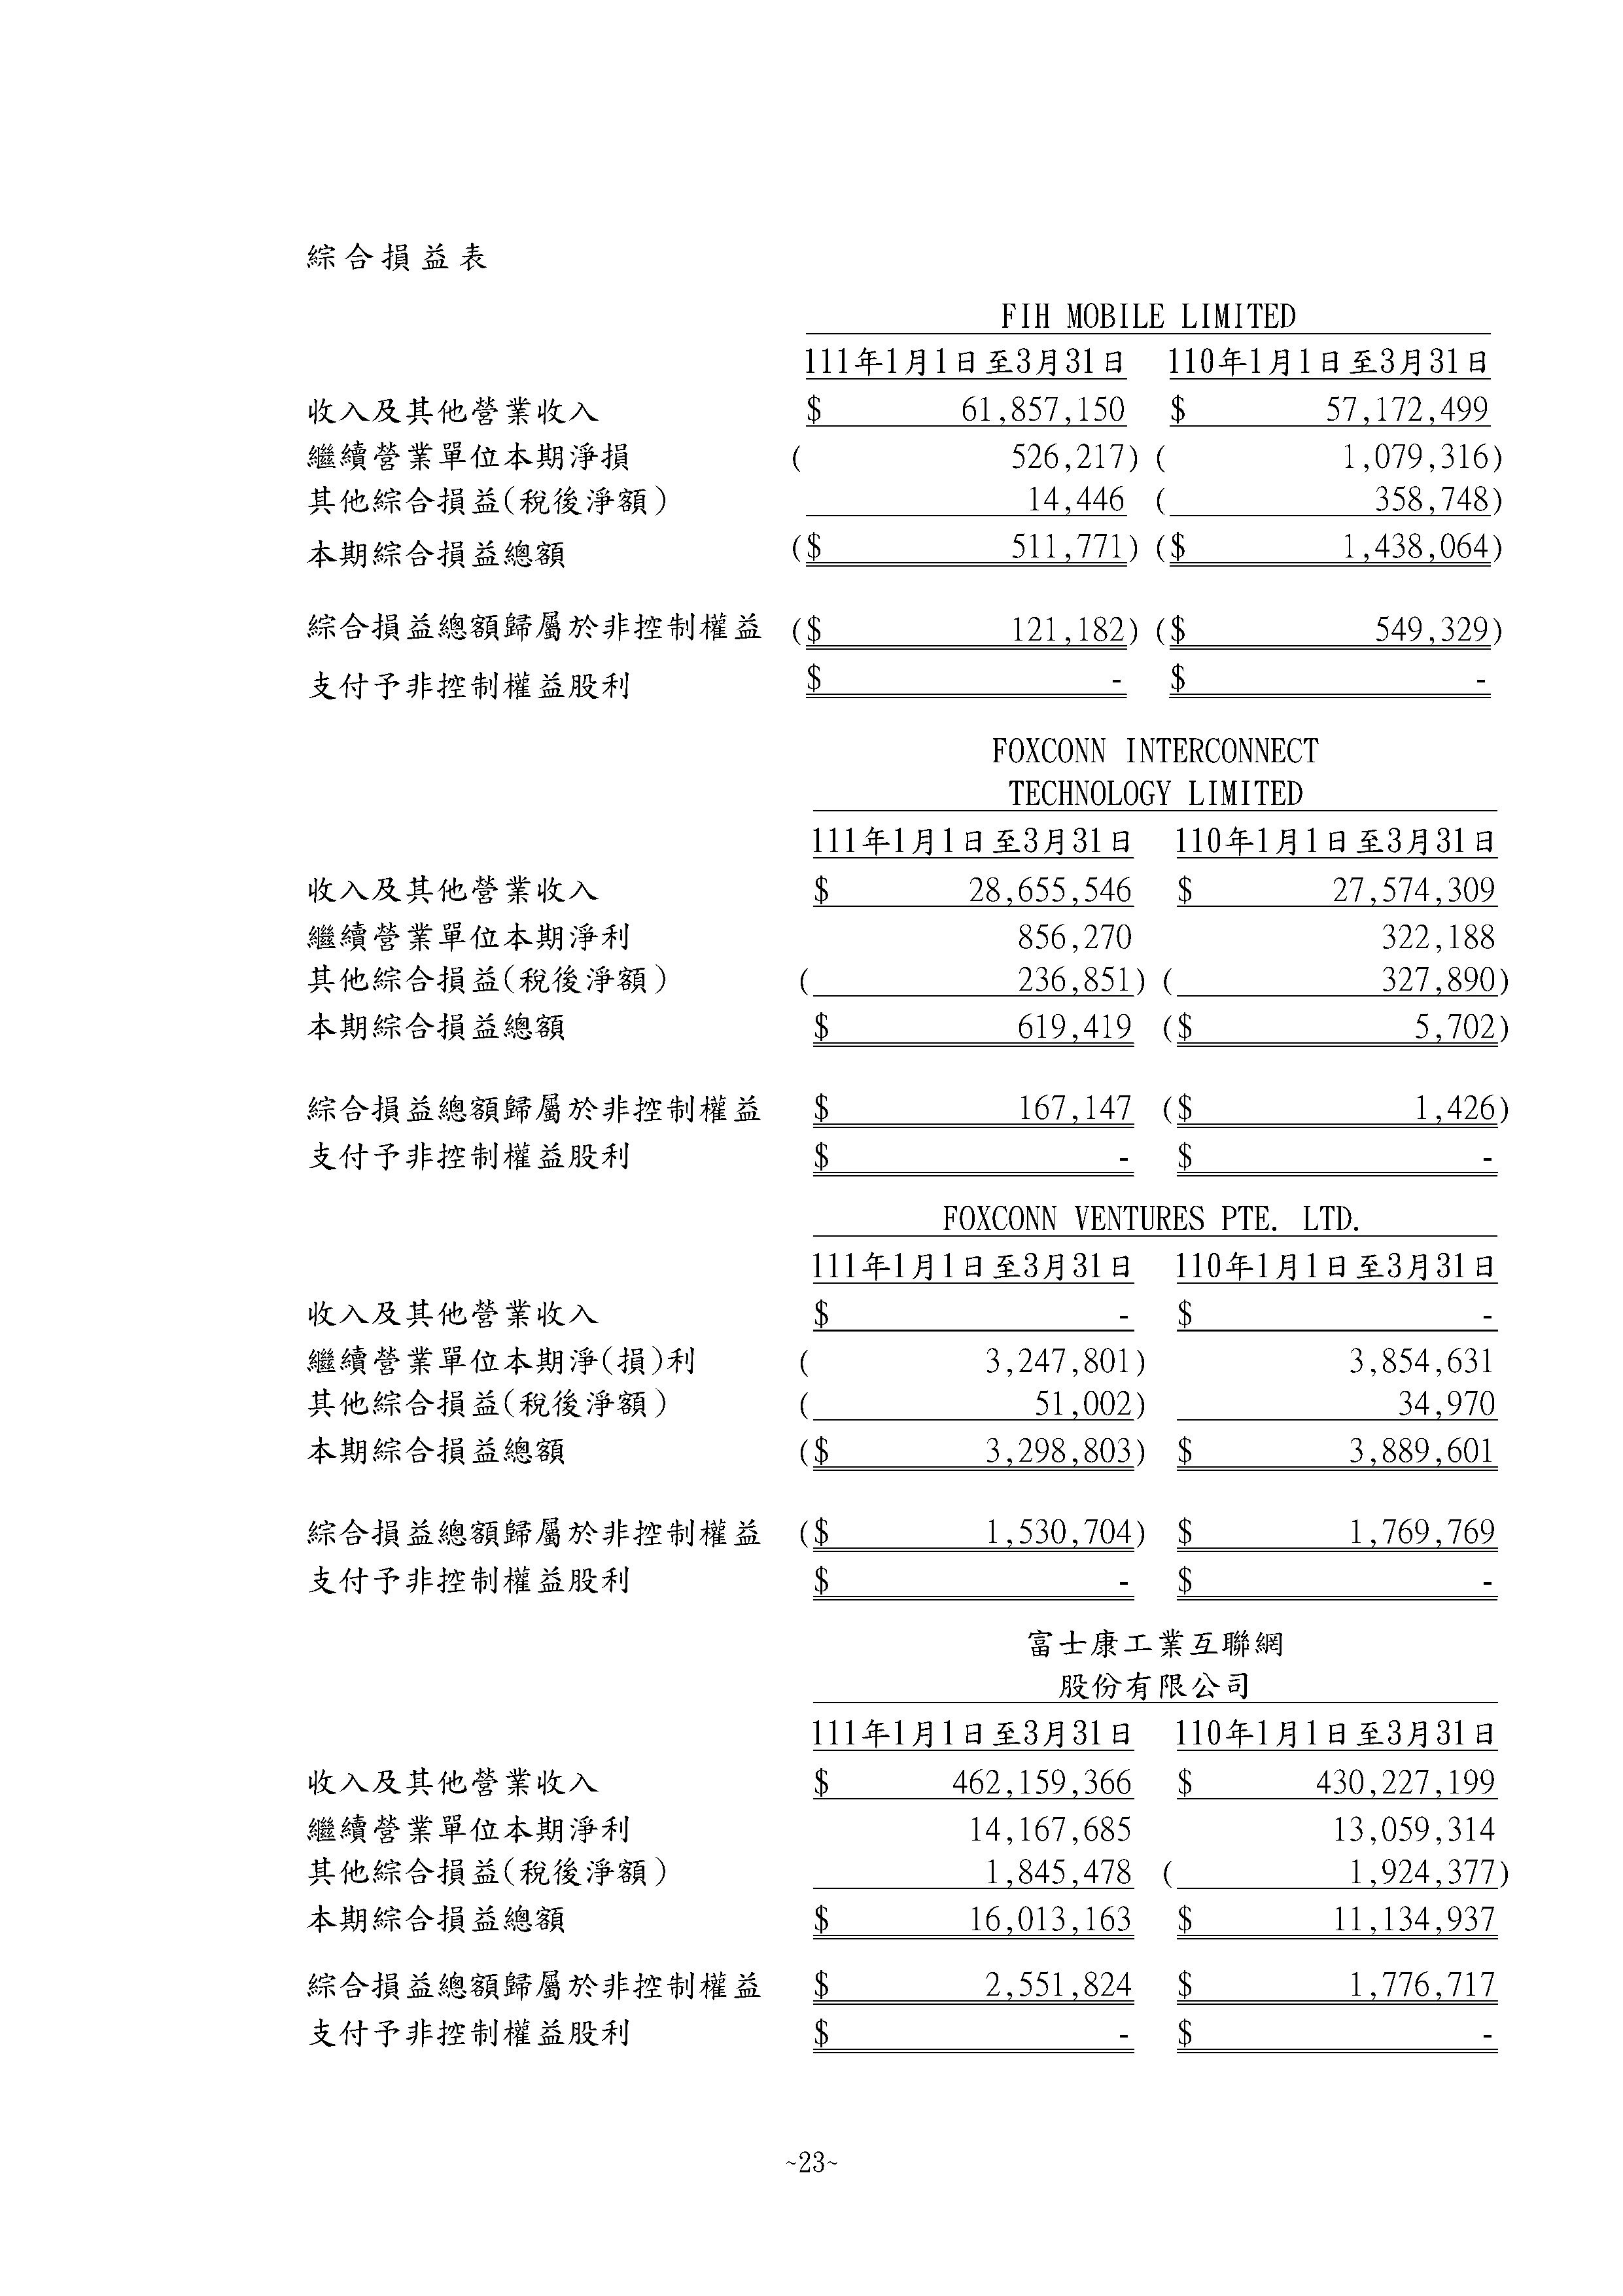 綜合損益表
FIH MOBILE LIMITED
111年1月1日至3月31日 110年1月1日至3月31日
收入及其他營業收入 $ 61,857,150 $ 57,172,499
繼續營業單位本期淨損 ( 526,217) ( 1,079,316)
其他綜合損益(稅後淨額) 14,446 ( 358,748)
本期綜合損益總額 ($ 511,771) ($ 1,438,064)
綜合損益總額歸屬於非控制權益 ($ 121,182) ($ 549,329)
支付予非控制權益股利 $ - $ -
FOXCONN INTERCONNECT
TECHNOLOGY LIMITED
111年1月1日至3月31日 110年1月1日至3月31日
收入及其他營業收入 $ 28,655,546 $ 27,574,309
繼續營業單位本期淨利 856,270 322,188
其他綜合損益(稅後淨額) ( 236,851) ( 327,890)
本期綜合損益總額 $ 619,419 ($ 5,702)
綜合損益總額歸屬於非控制權益 $ 167,147 ($ 1,426)
支付予非控制權益股利 $ - $ -
FOXCONN VENTURES PTE. LTD.
111年1月1日至3月31日 110年1月1日至3月31日
收入及其他營業收入 $ - $ -
繼續營業單位本期淨(損)利 ( 3,247,801) 3,854,631
其他綜合損益(稅後淨額) ( 51,002) 34,970
本期綜合損益總額 ($ 3,298,803) $ 3,889,601
綜合損益總額歸屬於非控制權益 ($ 1,530,704) $ 1,769,769
支付予非控制權益股利 $ - $ -
富士康工業互聯網
股份有限公司
111年1月1日至3月31日 110年1月1日至3月31日
收入及其他營業收入 $ 462,159,366 $ 430,227,199
繼續營業單位本期淨利 14,167,685 13,059,314
其他綜合損益(稅後淨額) 1,845,478 ( 1,924,377)
本期綜合損益總額 $ 16,013,163 $ 11,134,937
綜合損益總額歸屬於非控制權益 $ 2,551,824 $ 1,776,717
支付予非控制權益股利 $ - $ -
~23~